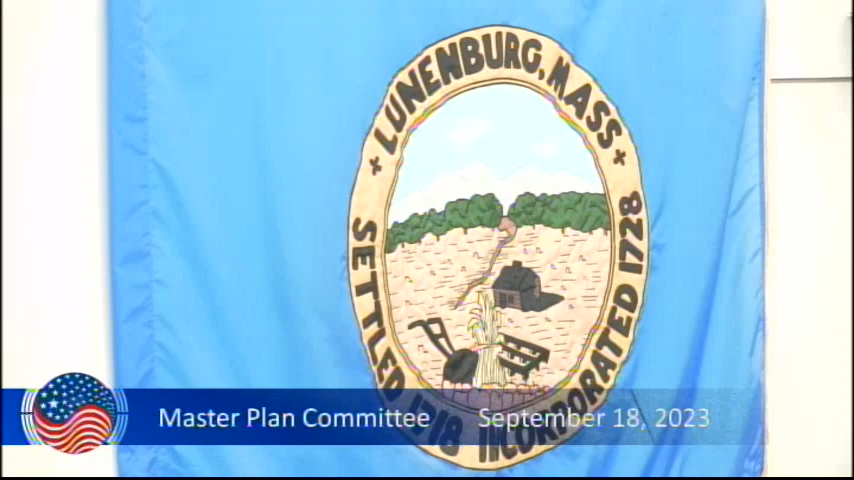 LUNENBURG, MASS
SETTLED 1718 INCORPORATED 1728
Master Plan Committee September 18, 2023